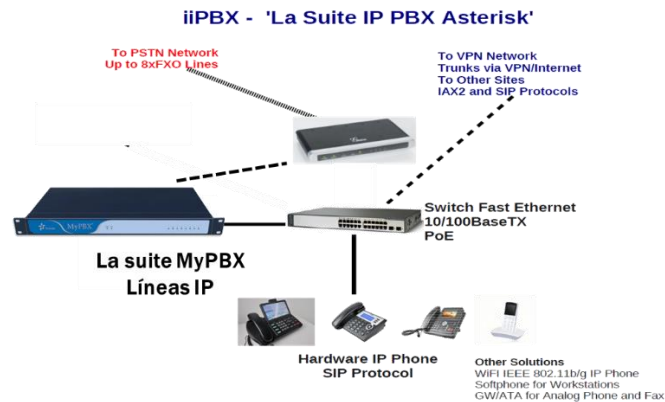 iiPBX - 'La Suite IP PBX Asterisk'
To PSTN Network
Up to 8xFXO Lines
To VPN Network
Trunks via VPN/Internet
To Other Sites
IAX2 and SIP Protocols
MyPBX
Switch Fast Ethernet
10/100BaseTX
PoE
La suite MyPBX
Líneas IP
Hardware IP Phone
SIP Protocol
Other Solutions
WiFI IEEE 802.11b/g IP Phone
Softphone for Workstations
GW/ATA for Analog Phone and Fax